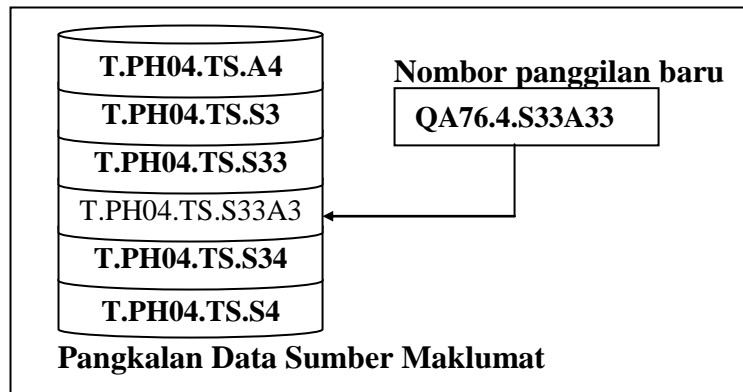 T.PH04.TS.A4
T.PH04.TS.S3
T.PH04.TS.S33
T.PH04.TS.S33A3
T.PH04.TS.S34
T.PH04.TS.S4
Nombor panggilan baru
QA76.4.S33A33
Pangkalan Data Sumber Maklumat